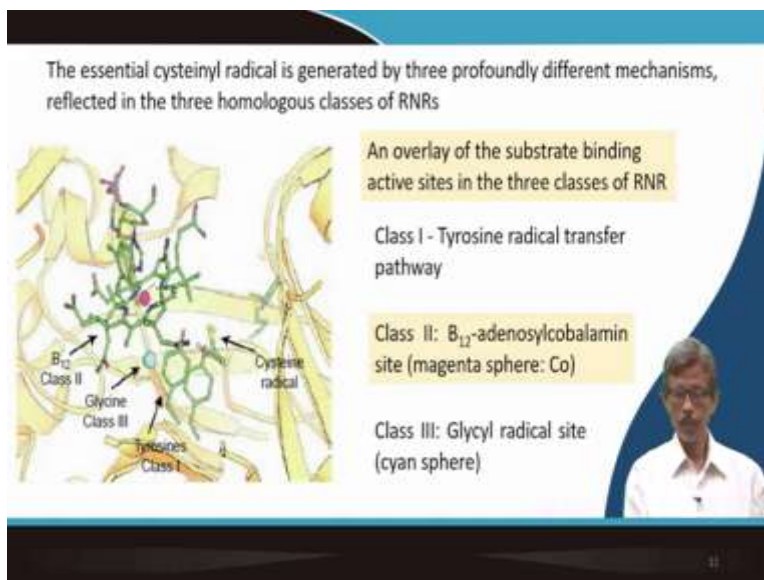 The essential cysteinyl radical is generated by three profoundly different mechanisms,
reflected in the three homologous classes of RNRs
An overlay of the substrate binding
active sites in the three classes of RNR
Class I - Tyrosine radical transfer
pathway
Class II: B₁₂-adenosylcobalamin
site (magenta sphere: Co)
Class III: Glycyl radical site
(cyan sphere)
B₁₂
Class II
Glycine
Class III
Tyrosines
Class I
Cysteine
radical